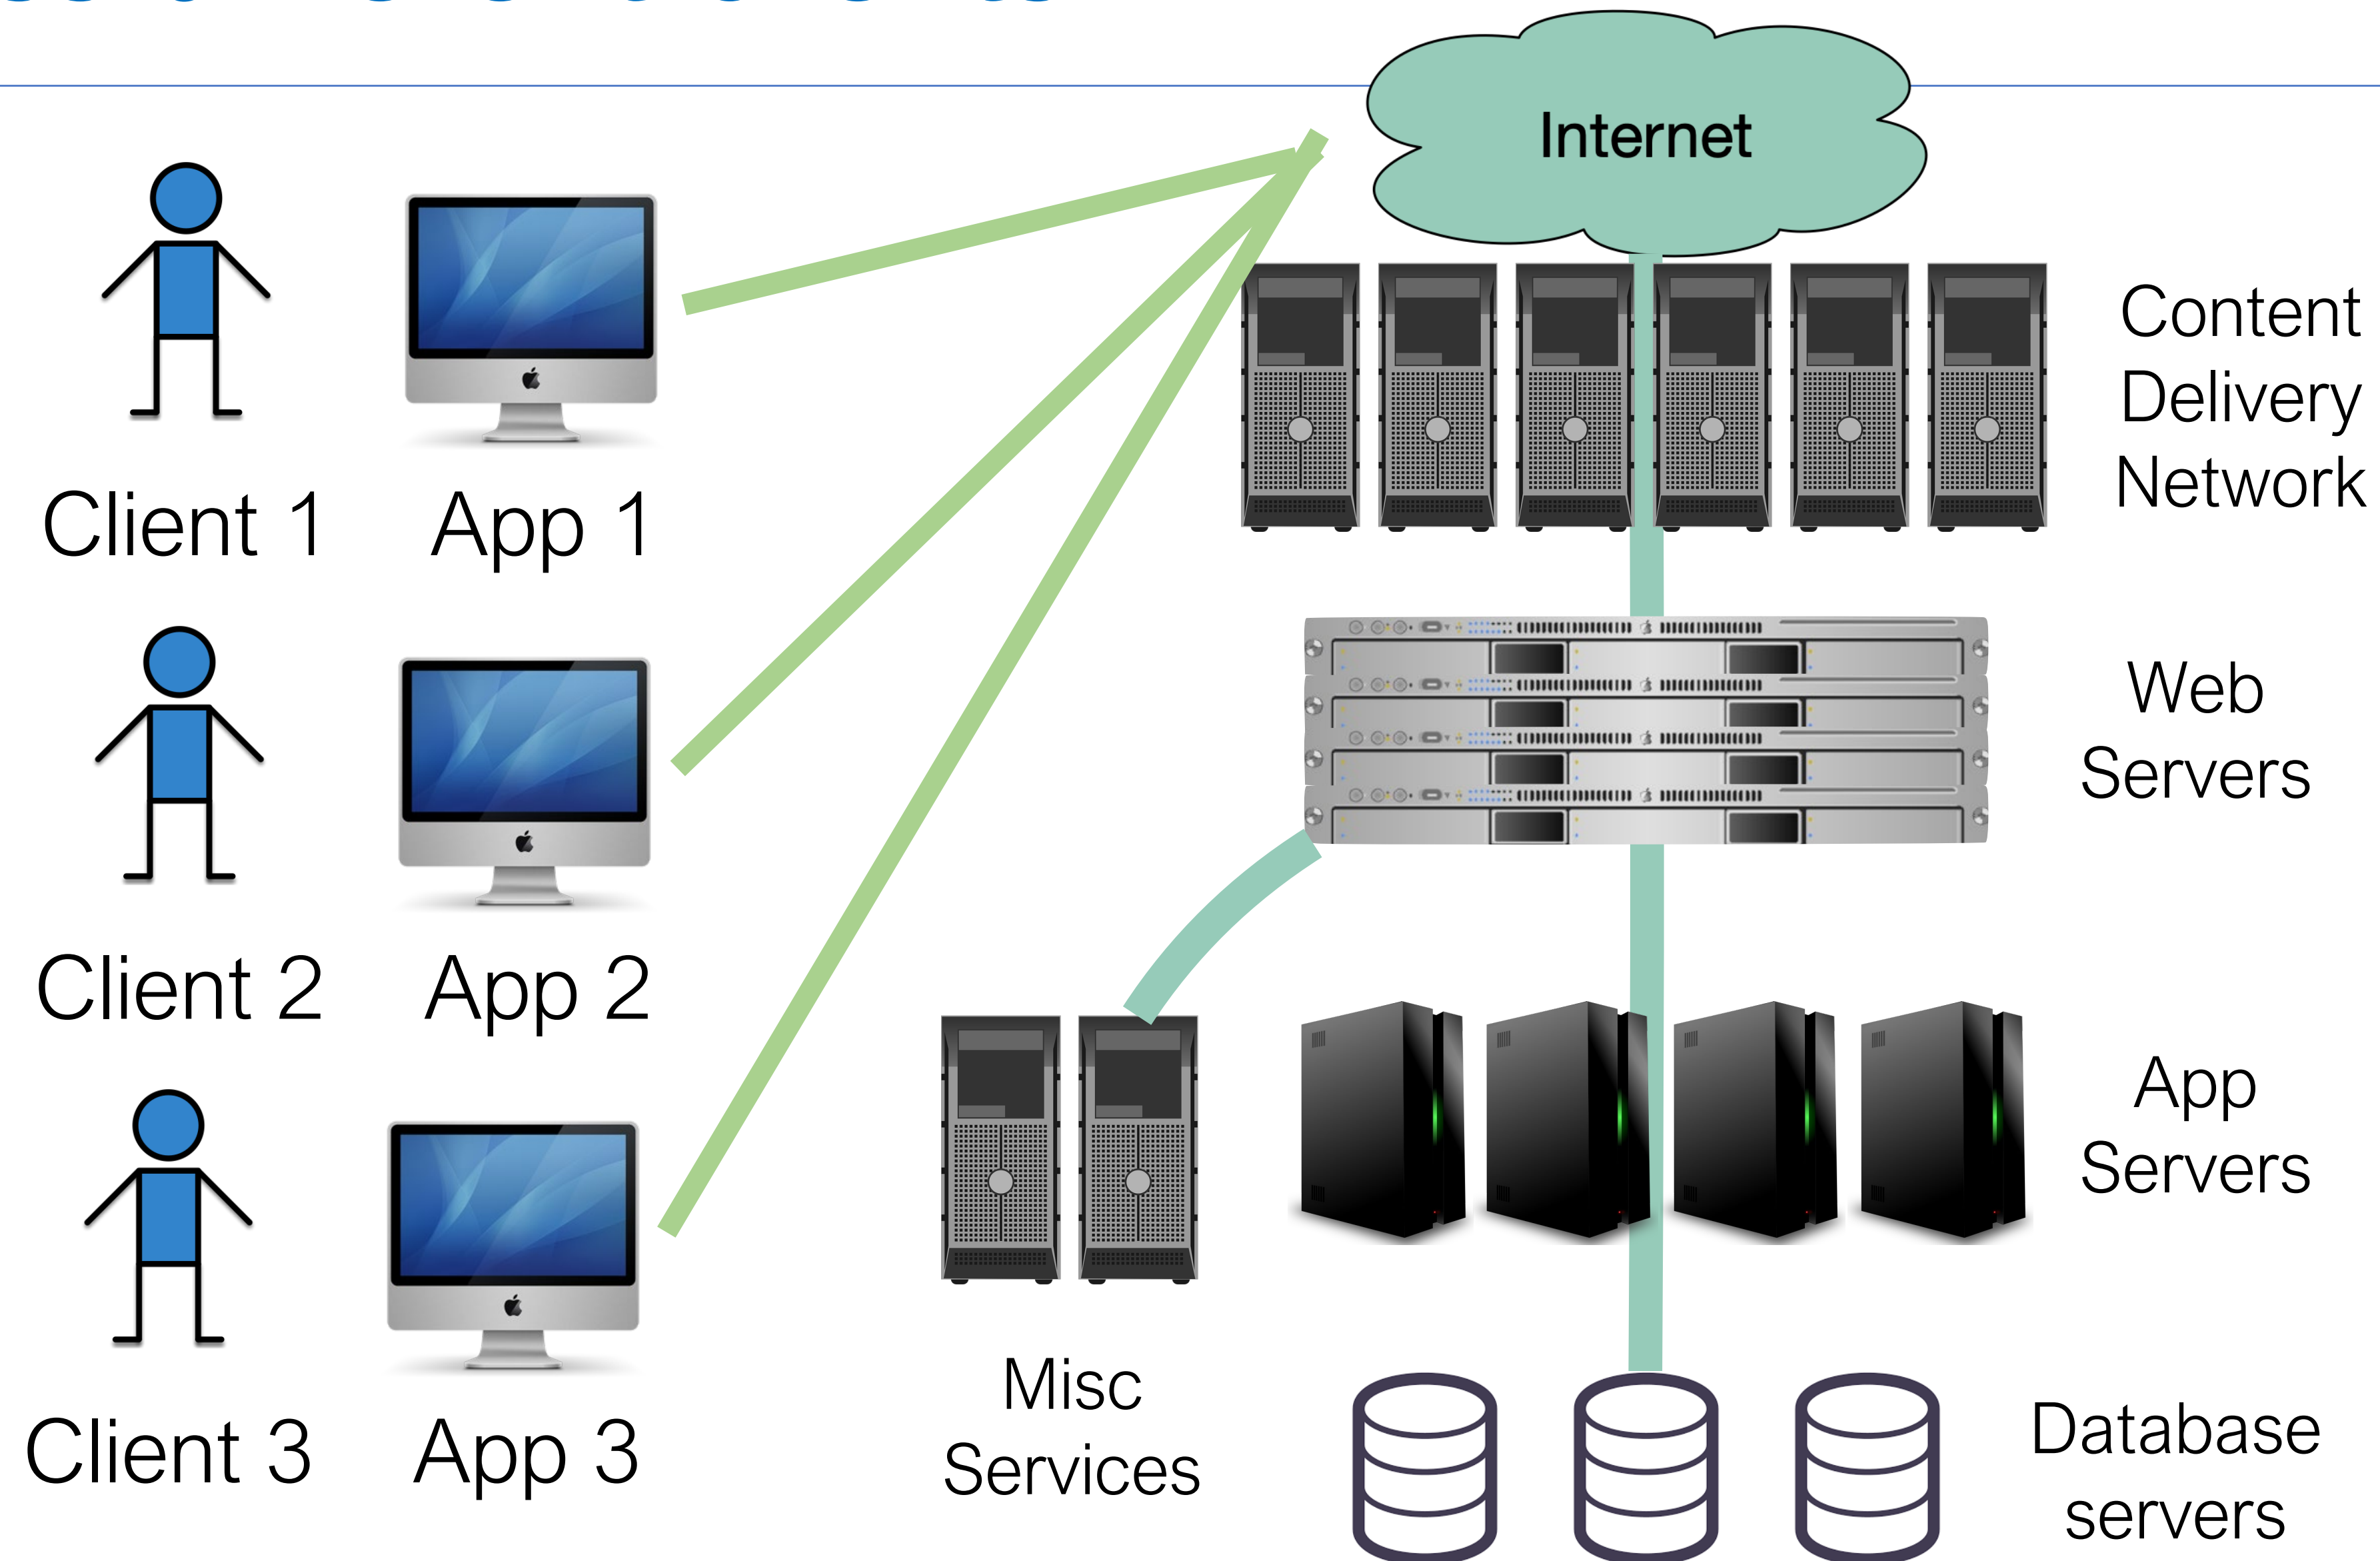 Internet
Content
Delivery
Network
Client 1
App 1
Web
Servers
Client 2
App 2
App
Servers
Client 3
App 3
Misc
Services
Database
servers